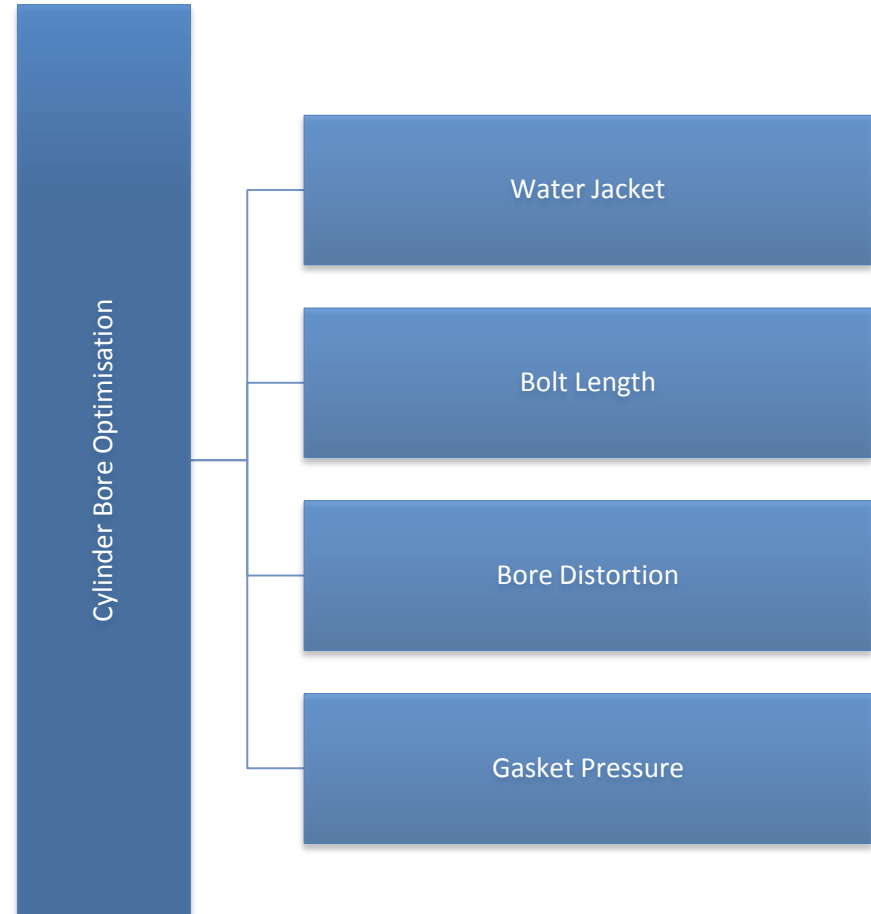 Cylinder Bore Optimisation
Water Jacket
Bolt Length
Bore Distortion
Gasket Pressure